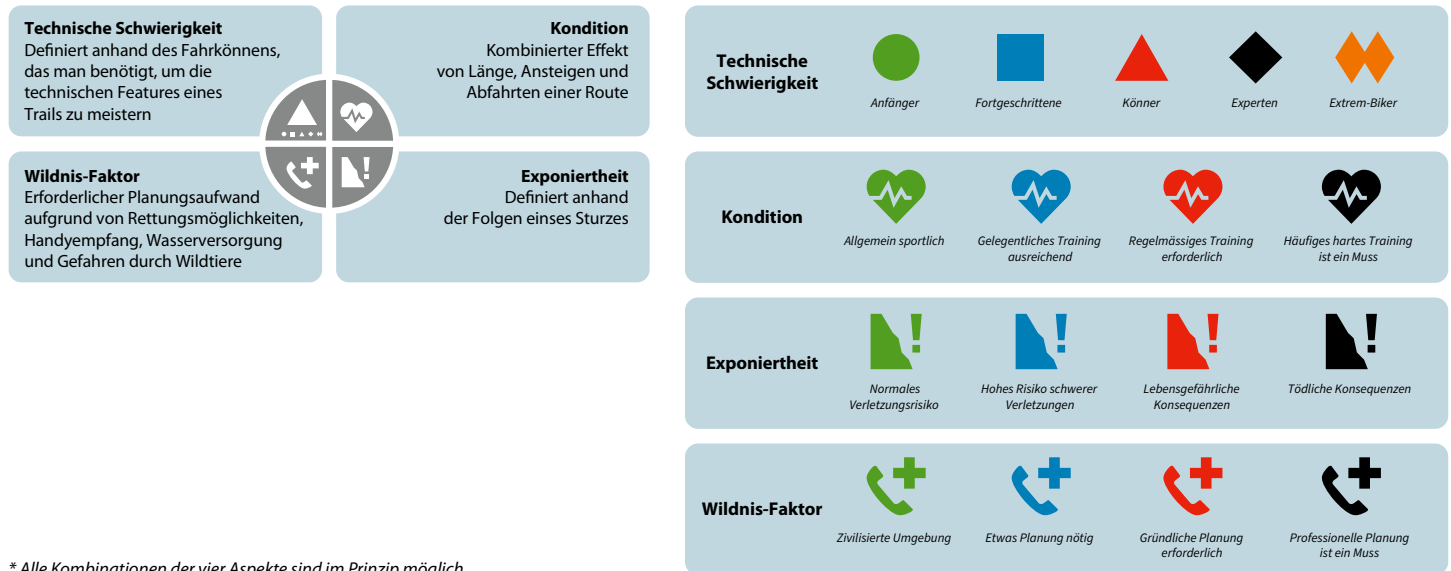 Technische Schwierigkeit
Definiert anhand des Fahrkönnens,
das man benötigt, um die
technischen Features eines
Trails zu meistern
Kondition
Kombinierter Effekt
von Länge, Ansteigen und
Abfahrten einer Route
Wildnis-Faktor
Erforderlicher Planungsaufwand
aufgrund von Rettungsmöglichkeiten,
Handyempfang, Wasserversorgung
und Gefahren durch Wildtiere
Exponiertheit
Definiert anhand
der Folgen einses Sturzes
* Alle Kombinationen der vier Aspekte sind im Prinzip möglich
Technische
Schwierigkeit
Anfänger
Fortgeschrittene
Könner
Experten
Extrem-Biker
Kondition
Allgemein sportlich
Gelegentliches Training
ausreichend
Regelmässiges Training
erforderlich
Häufiges hartes Training
ist ein Muss
Exponiertheit
Normales
Verletzungsrisiko
Hohes Risiko schwerer
Verletzungen
Lebensgefährliche
Konsequenzen
Tödliche Konsequenzen
Wildnis-Faktor
Zivilisierte Umgebung
Etwas Planung nötig
Gründliche Planung
erforderlich
Professionelle Planung
ist ein Muss